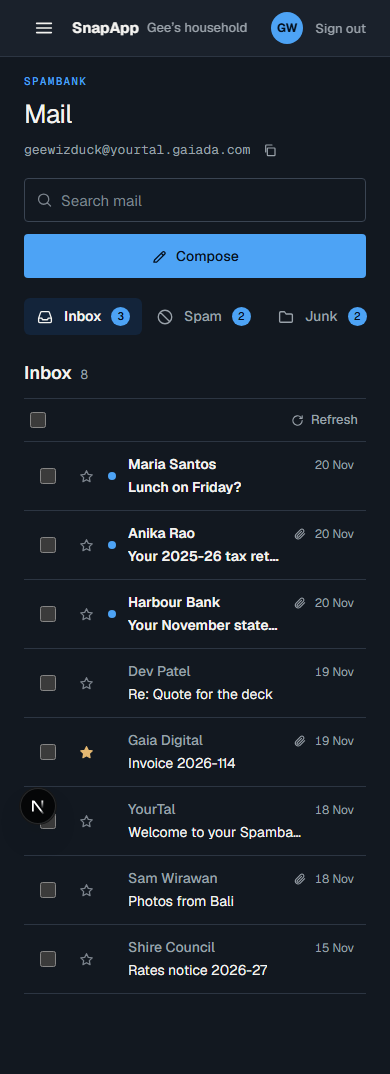 SnapApp Gee's household GW Sign out
SPAMBANK
Mail
geewizduck@yourtal.gaiada.com
Search mail
Compose
Inbox 3 Spam 2 Junk 2
Inbox 8
Refresh
Maria Santos 20 Nov
Lunch on Friday?
Anika Rao 20 Nov
Your 2025-26 tax ret...
Harbour Bank 20 Nov
Your November state...
Dev Patel 19 Nov
Re: Quote for the deck
Gaia Digital 19 Nov
Invoice 2026-114
N
YourTal 18 Nov
Welcome to your Spamba...
Sam Wirawan 18 Nov
Photos from Bali
Shire Council 15 Nov
Rates notice 2026-27